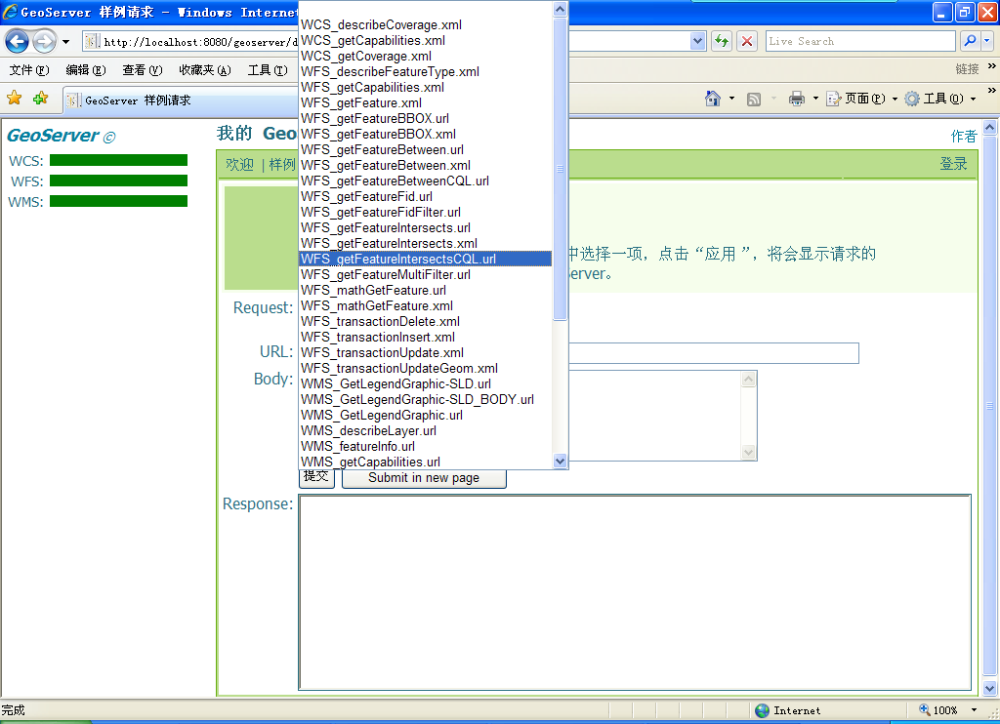 GeoServer 样例请求 - Windows Internet
http://localhost:8080/geoserver/d
Live Search
文件(F) 编辑(E) 查看(V) 收藏夹(A) 工具(T)
链接 »
GeoServer 样例请求
页面(P) 工具(O) »
GeoServer ©
WCS:
WFS:
WMS:
我的 Geo
作者
欢迎 | 样例
登录
中选择一项，点击“应用 ”，将会显示请求的
erver。
Request:
WCS_describeCoverage.xml
WCS_getCapabilities.xml
WCS_getCoverage.xml
WFS_describeFeatureType.xml
WFS_getCapabilities.xml
WFS_getFeature.xml
WFS_getFeatureBBOX.url
WFS_getFeatureBBOX.xml
WFS_getFeatureBetween.url
WFS_getFeatureBetween.xml
WFS_getFeatureBetweenCQL.url
WFS_getFeatureFid.url
WFS_getFeatureFidFilter.url
WFS_getFeatureIntersects.url
WFS_getFeatureIntersects.xml
WFS_getFeatureIntersectsCQL.url
WFS_getFeatureMultiFilter.url
WFS_mathGetFeature.url
WFS_mathGetFeature.xml
WFS_transactionDelete.xml
WFS_transactionInsert.xml
WFS_transactionUpdate.xml
WFS_transactionUpdateGeom.xml
WMS_GetLegendGraphic-SLD.url
WMS_GetLegendGraphic-SLD_BODY.url
WMS_GetLegendGraphic.url
WMS_describeLayer.url
WMS_featureInfo.url
WMS_getCapabilities.url
URL:
Body:
提交 Submit in new page
Response:
完成
Internet
100%